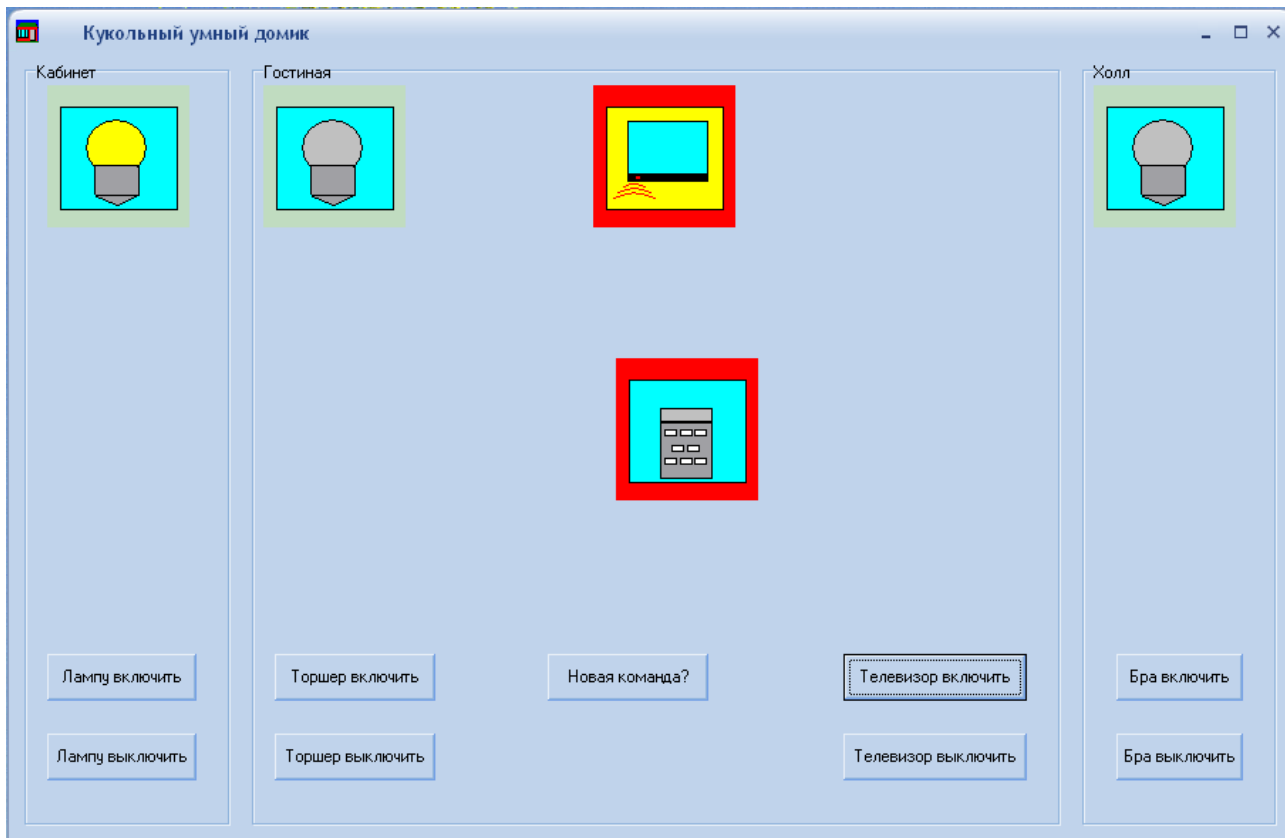 Кукольный умный домик
Кабинет
Гостиная
Холл
Лампу включить
Торшер включить
Новая команда?
Телевизор включить
Бра включить
Лампу выключить
Торшер выключить
Телевизор выключить
Бра выключить